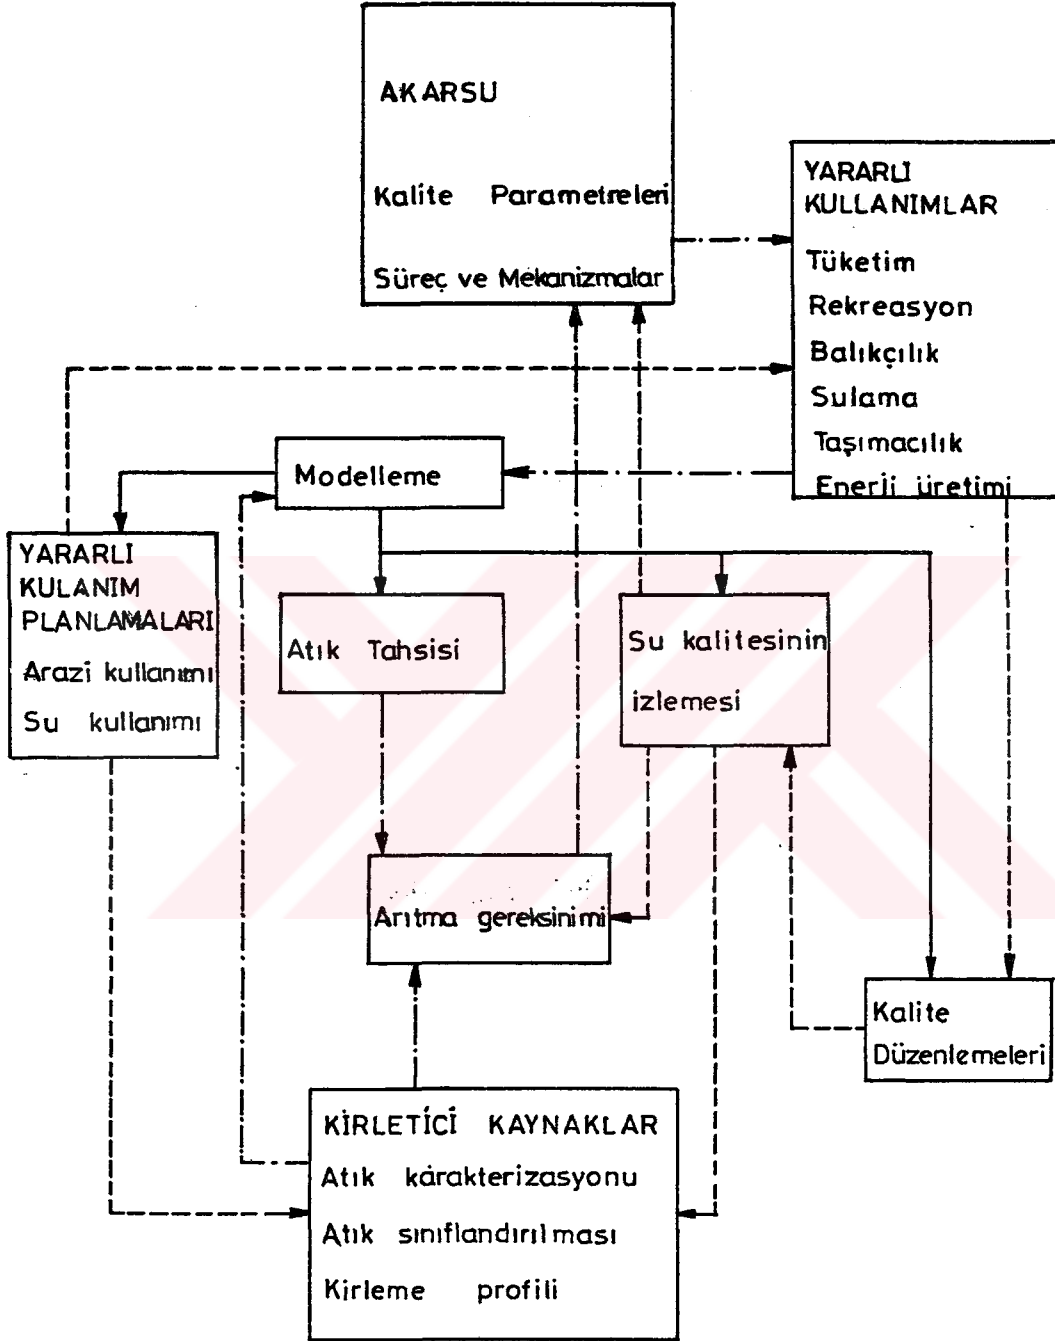 AKARSU
Kalite Parametreleri
Süreç ve Mekanizmalar
YARARLI
KULLANIMLAR
Tüketim
Rekreasyon
Balıkçılık
Sulama
Taşımacılık
Enerji üretimi
Modelleme
YARARLI
KULANIM
PLANLAMALARI
Arazi kullanımı
Su kullanımı
Atık Tahsisi
Su kalitesinin
izlemesi
Arıtma gereksinimi
Kalite
Düzenlemeleri
KİRLETİCİ KAYNAKLAR
Atık karakterizasyonu
Atık sınıflandırılması
Kirleme profili